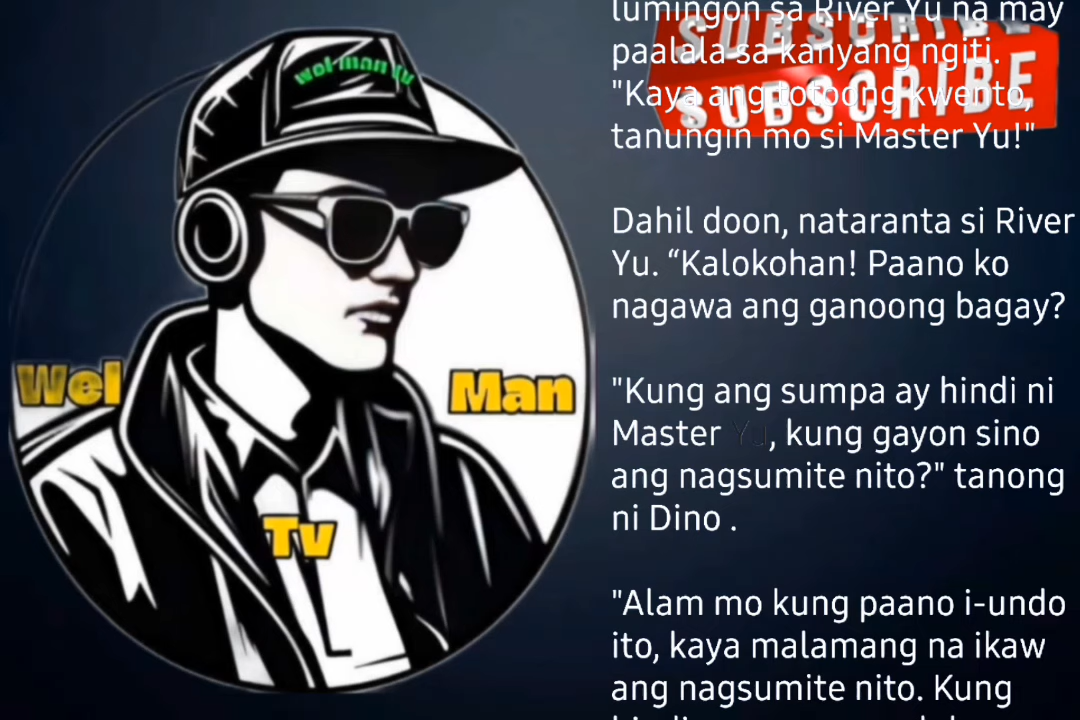 wel man tv
Wel
Man
Tv
SUBSCRIBE
SUBSCRIBE
lumingon sa River Yu na may
paalala sa kanyang ngiti.
"Kaya ang totoong kwento,
tanungin mo si Master Yu!"
Dahil doon, nataranta si River
Yu. “Kalokohan! Paano ko
nagawa ang ganoong bagay?
"Kung ang sumpa ay hindi ni
Master Yu, kung gayon sino
ang nagsumite nito?" tanong
ni Dino .
"Alam mo kung paano i-undo
ito, kaya malamang na ikaw
ang nagsumite nito. Kung